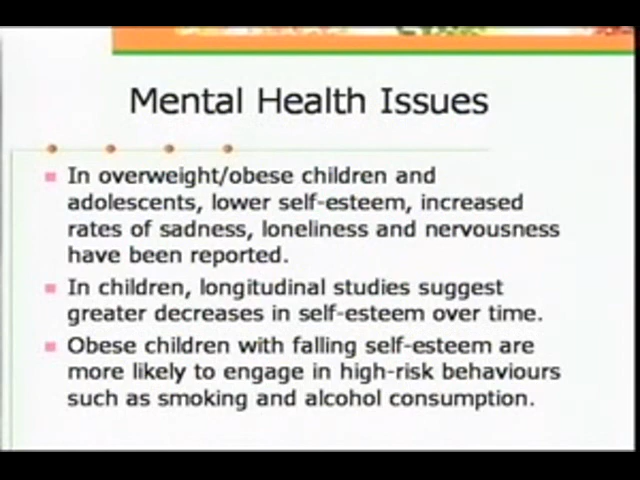 Mental Health Issues
In overweight/obese children and
adolescents, lower self-esteem, increased
rates of sadness, loneliness and nervousness
have been reported.
In children, longitudinal studies suggest
greater decreases in self-esteem over time.
Obese children with falling self-esteem are
more likely to engage in high-risk behaviours
such as smoking and alcohol consumption.